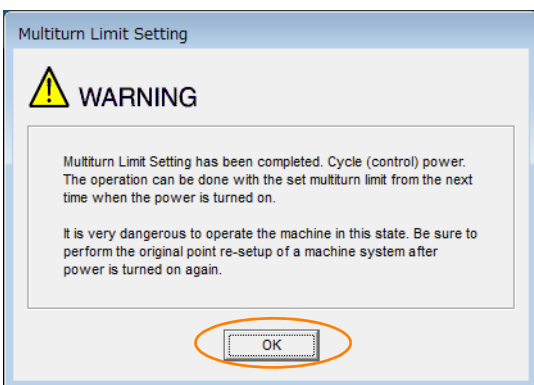 Multiturn Limit Setting
WARNING
Multiturn Limit Setting has been completed. Cycle (control) power.
The operation can be done with the set multiturn limit from the next
time when the power is turned on.
It is very dangerous to operate the machine in this state. Be sure to
perform the original point re-setup of a machine system after
power is turned on again.
OK